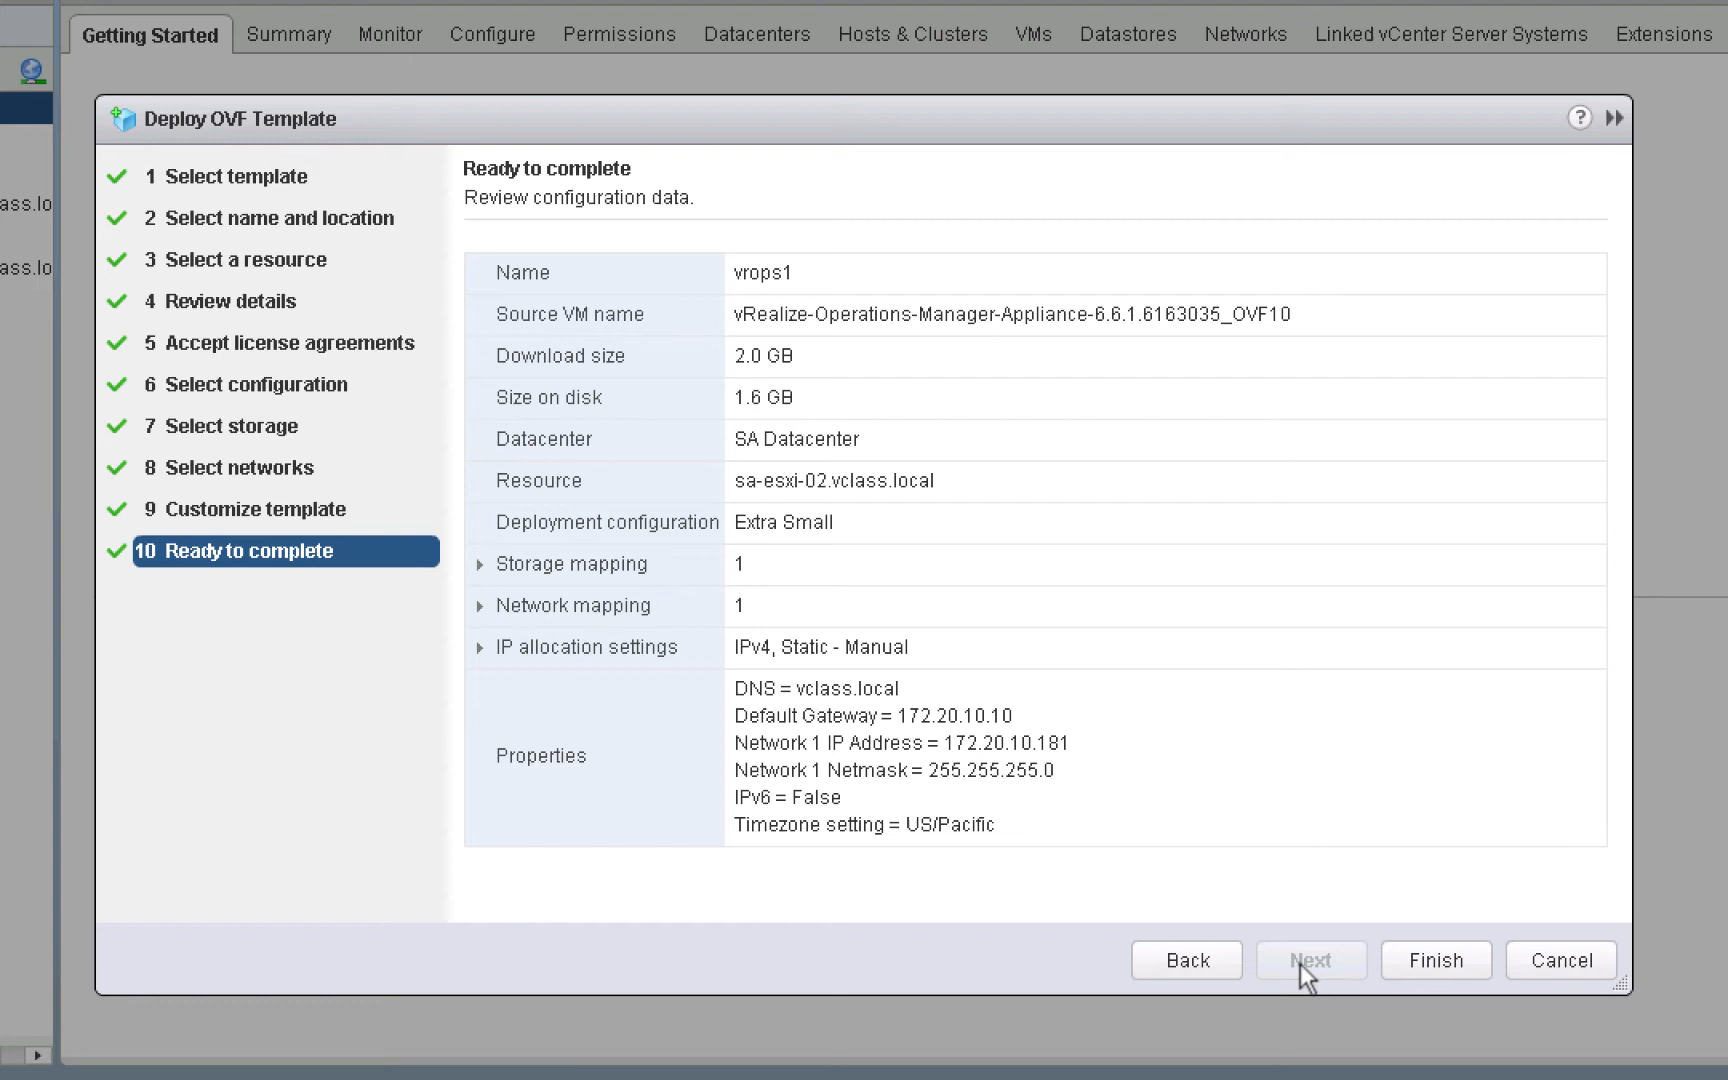 Getting Started Summary Monitor Configure Permissions Datacenters Hosts & Clusters VMs Datastores Networks Linked vCenter Server Systems Extensions
Deploy OVF Template
?
1 Select template
2 Select name and location
3 Select a resource
4 Review details
5 Accept license agreements
6 Select configuration
7 Select storage
8 Select networks
9 Customize template
10 Ready to complete
ass.lo
ass.lo
Ready to complete
Review configuration data.
Name vrops1
Source VM name vRealize-Operations-Manager-Appliance-6.6.1.6163035_OVF10
Download size 2.0 GB
Size on disk 1.6 GB
Datacenter SA Datacenter
Resource sa-esxi-02.vclass.local
Deployment configuration Extra Small
Storage mapping 1
Network mapping 1
IP allocation settings IPv4, Static - Manual
Properties
DNS = vclass.local
Default Gateway = 172.20.10.10
Network 1 IP Address = 172.20.10.181
Network 1 Netmask = 255.255.255.0
IPv6 = False
Timezone setting = US/Pacific
Back Next Finish Cancel